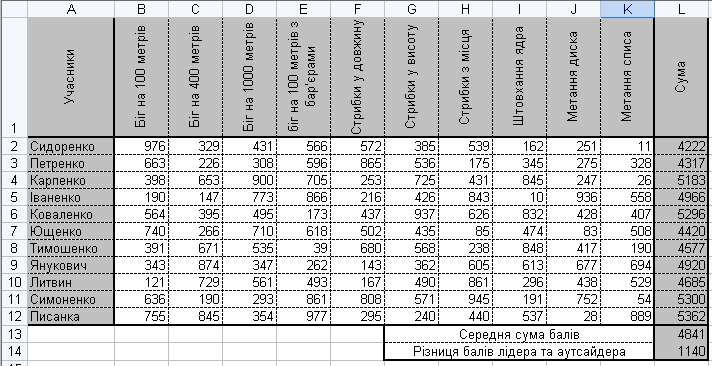 A B C D E F G H I J K L
1 Учасники Біг на 100 метрів Біг на 400 метрів Біг на 1000 метрів біг на 100 метрів з бар'єрами Стрибки у довжину Стрибки у висоту Стрибки з місця Штовхання ядра Метання диска Метання списа Сума
2 Сидоренко 976 329 431 566 572 385 539 162 251 11 4222
3 Петренко 663 226 308 596 865 536 175 345 275 328 4317
4 Карпенко 398 653 900 705 253 725 431 845 247 26 5183
5 Іваненко 190 147 773 866 216 426 843 10 936 558 4966
6 Коваленко 564 395 495 173 437 937 626 832 428 407 5296
7 Ющенко 740 266 710 618 502 435 85 474 83 508 4420
8 Тимошенко 391 671 535 39 680 568 238 848 417 190 4577
9 Янукович 343 874 347 262 143 362 605 613 677 694 4920
10 Литвин 121 729 561 493 167 490 861 296 438 529 4685
11 Симоненко 636 190 293 861 808 571 945 191 752 54 5300
12 Писанка 755 845 354 977 295 240 440 537 28 889 5362
13 Середня сума балів 4841
14 Різниця балів лідера та аутсайдера 1140